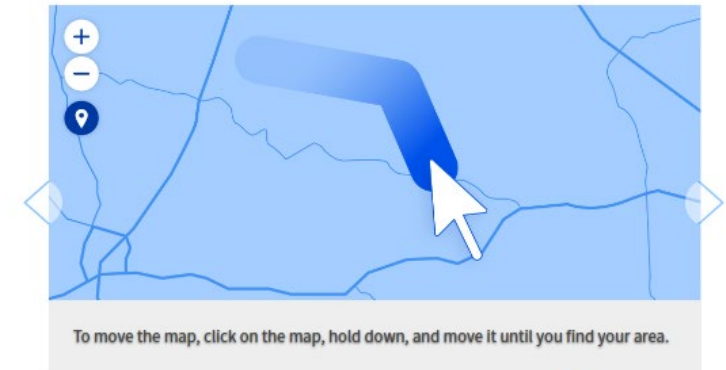 To move the map, click on the map, hold down, and move it until you find your area.